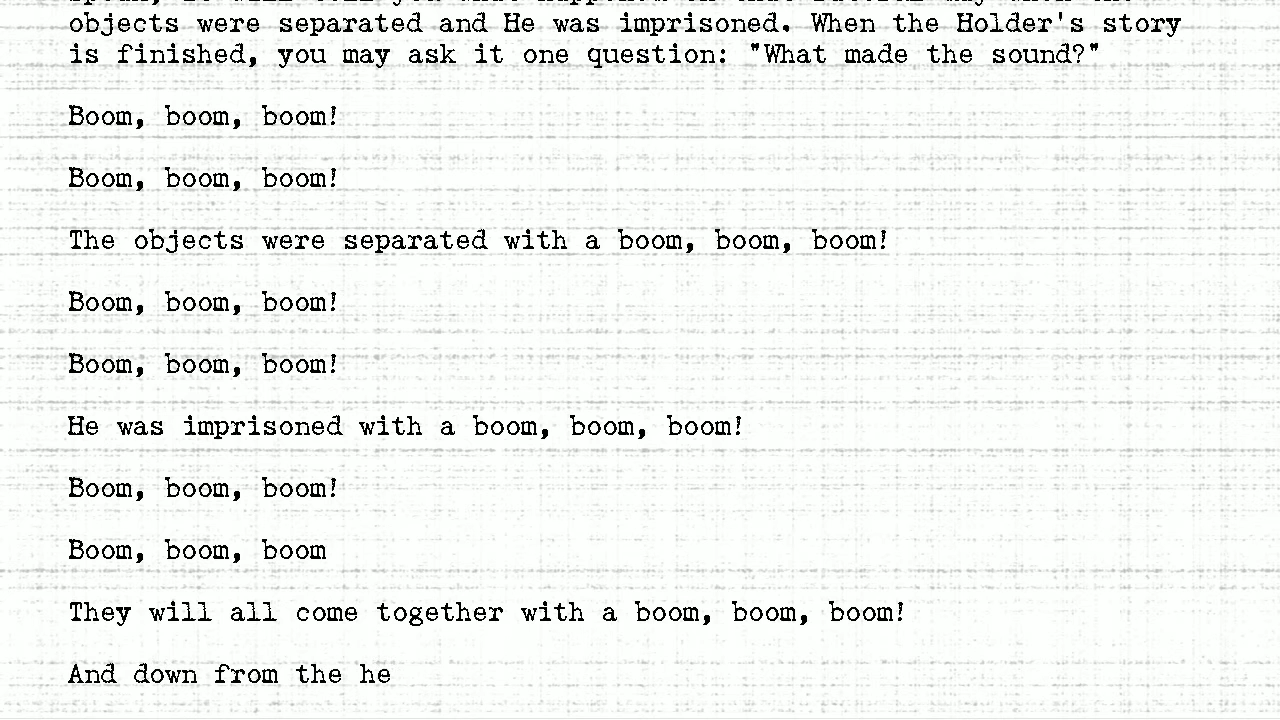 objects were separated and He was imprisoned. When the Holder's story
is finished, you may ask it one question: "What made the sound?"
Boom, boom, boom!
Boom, boom, boom!
The objects were separated with a boom, boom, boom!
Boom, boom, boom!
Boom, boom, boom!
He was imprisoned with a boom, boom, boom!
Boom, boom, boom!
Boom, boom, boom
They will all come together with a boom, boom, boom!
And down from the he